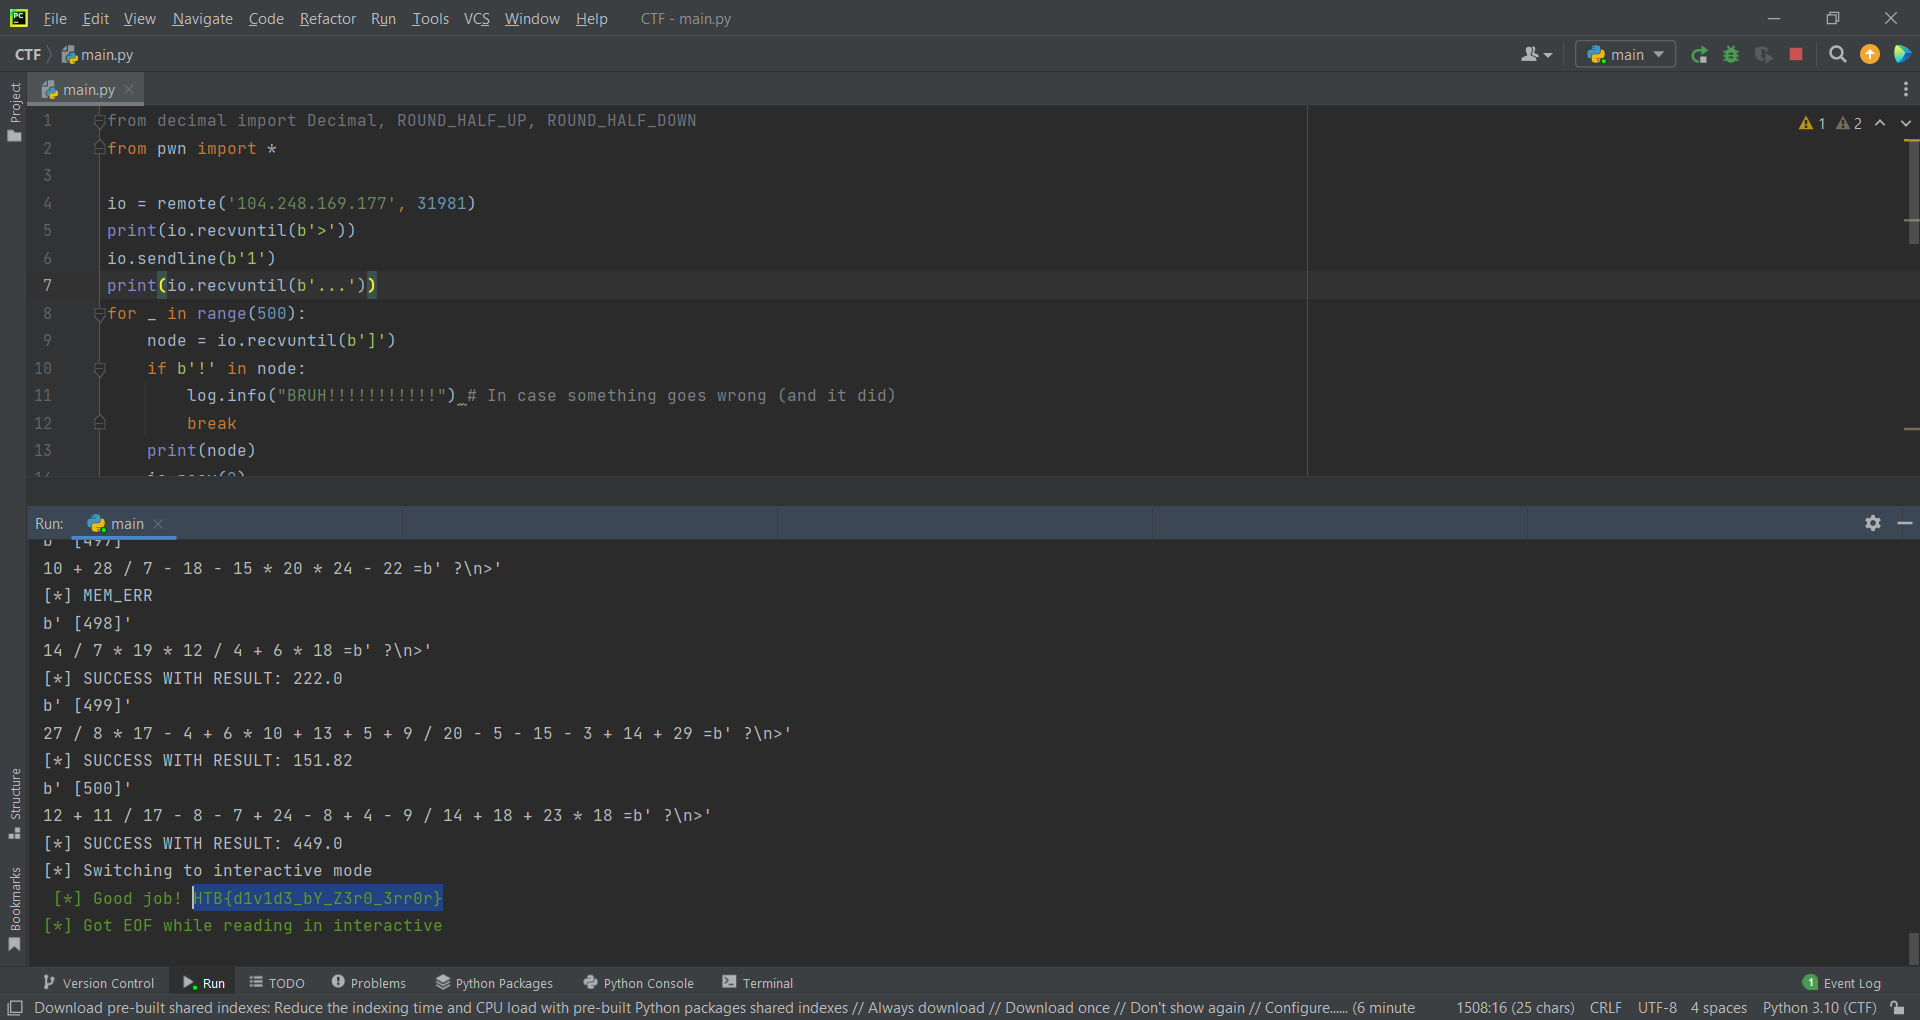 PC File Edit View Navigate Code Refactor Run Tools VCS Window Help CTF - main.py
CTF main.py main
main.py
Project
1 from decimal import Decimal, ROUND_HALF_UP, ROUND_HALF_DOWN
1 2
2 from pwn import *
3
4 io = remote('104.248.169.177', 31981)
5 print(io.recvuntil(b'>'))
6 io.sendline(b'1')
7 print(io.recvuntil(b'...'))
8 for _ in range(500):
9 node = io.recvuntil(b']')
10 if b'!' in node:
11 log.info("BRUH!!!!!!!!!!!") # In case something goes wrong (and it did)
12 break
13 print(node)
Run: main
b' [497]'
10 + 28 / 7 - 18 - 15 * 20 * 24 - 22 =b' ?\n>'
[*] MEM_ERR
b' [498]'
14 / 7 * 19 * 12 / 4 + 6 * 18 =b' ?\n>'
[*] SUCCESS WITH RESULT: 222.0
b' [499]'
27 / 8 * 17 - 4 + 6 * 10 + 13 + 5 + 9 / 20 - 5 - 15 - 3 + 14 + 29 =b' ?\n>'
[*] SUCCESS WITH RESULT: 151.82
b' [500]'
12 + 11 / 17 - 8 - 7 + 24 - 8 + 4 - 9 / 14 + 18 + 23 * 18 =b' ?\n>'
[*] SUCCESS WITH RESULT: 449.0
[*] Switching to interactive mode
[*] Good job! HTB{d1v1d3_bY_Z3r0_3rr0r}
[*] Got EOF while reading in interactive
Structure
Bookmarks
Version Control Run TODO Problems Python Packages Python Console Terminal 1 Event Log
Download pre-built shared indexes: Reduce the indexing time and CPU load with pre-built Python packages shared indexes // Always download // Download once // Don't show again // Configure...... (6 minute 1508:16 (25 chars) CRLF UTF-8 4 spaces Python 3.10 (CTF)